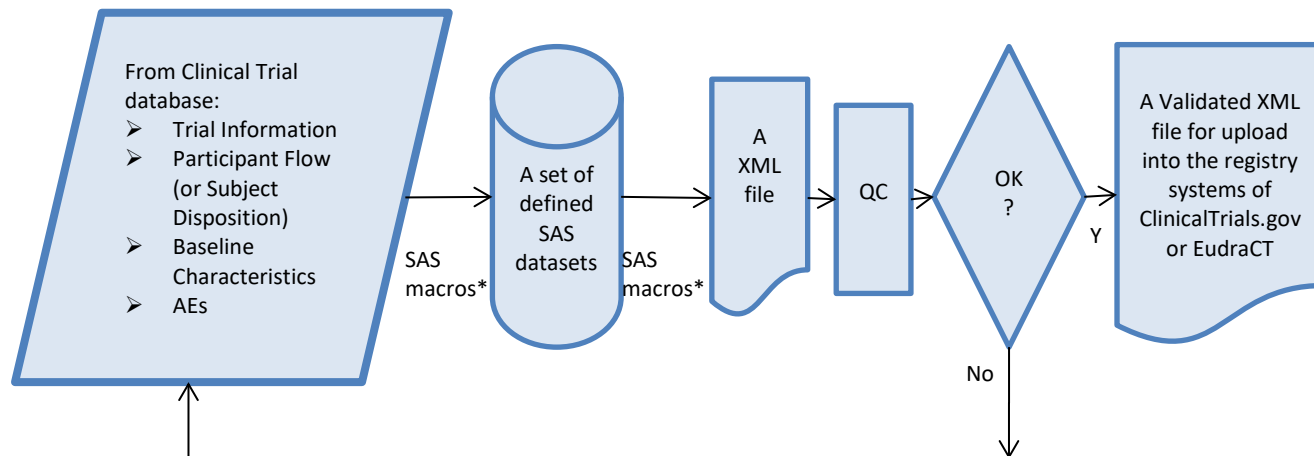 From Clinical Trial
database:
➢ Trial Information
➢ Participant Flow
(or Subject
Disposition)
➢ Baseline
Characteristics
➢ AEs
SAS
macros*
A set of
defined
SAS
datasets
SAS
macros*
A
XML
file
QC
OK
?
Y
No
A Validated XML
file for upload
into the registry
systems of
ClinicalTrials.gov
or EudraCT